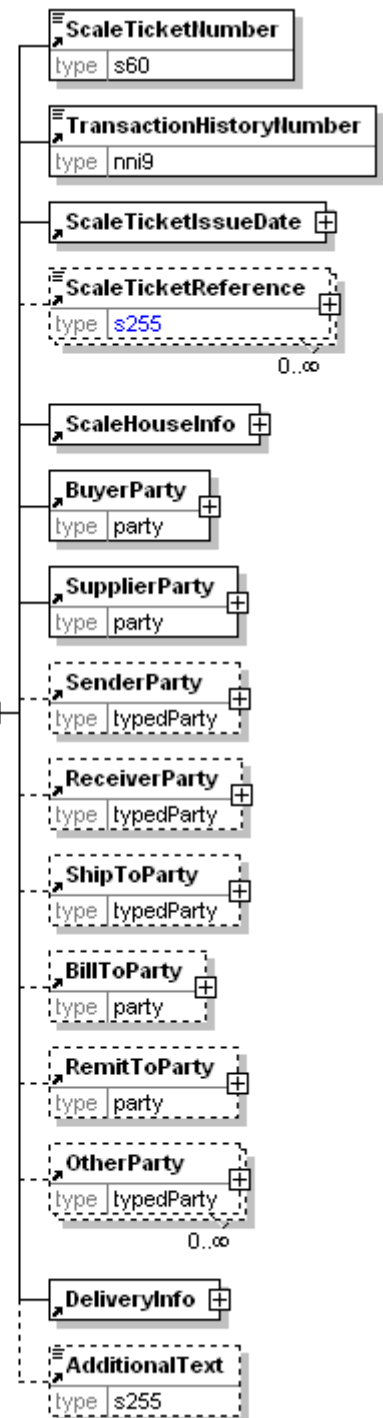 ScaleTicketNumber
type s60
TransactionHistoryNumber
type nni9
ScaleTicketIssueDate
ScaleTicketReference
type s255
0..∞
ScaleHouseInfo
BuyerParty
type party
SupplierParty
type party
SenderParty
type typedParty
ReceiverParty
type typedParty
ShipToParty
type typedParty
BillToParty
type party
RemitToParty
type party
OtherParty
type typedParty
0..∞
DeliveryInfo
AdditionalText
type s255